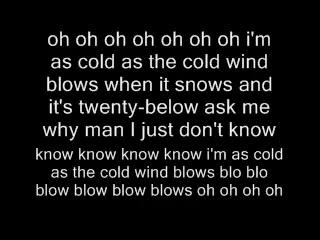 oh oh oh oh oh oh oh i'm
as cold as the cold wind
blows when it snows and
it's twenty-below ask me
why man I just don't know
know know know know i'm as cold
as the cold wind blows blo blo
blow blow blow blows oh oh oh oh